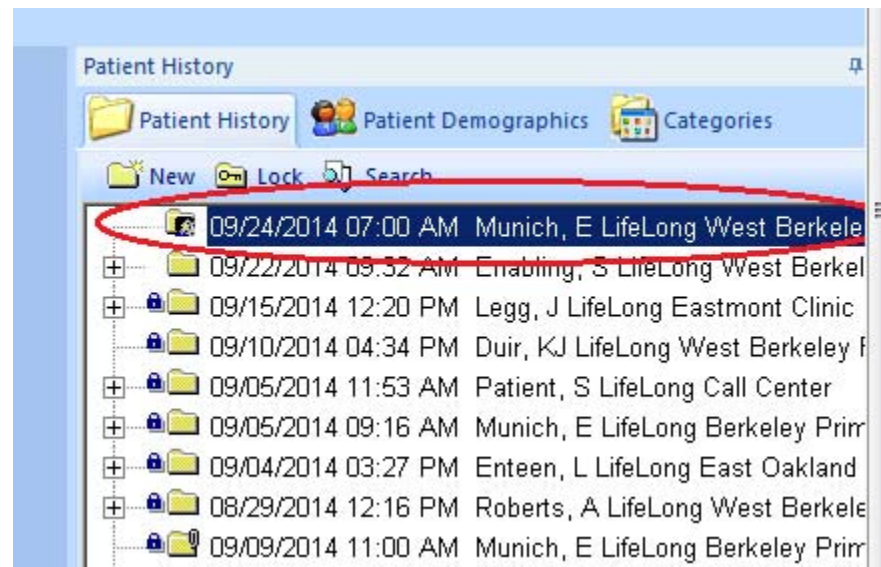 Patient History
Patient History Patient Demographics Categories
New Lock Search
09/24/2014 07:00 AM Munich, E LifeLong West Berkele
09/22/2014 09:32 AM Enabling, S LifeLong West Berkel
09/15/2014 12:20 PM Legg, J LifeLong Eastmont Clinic
09/10/2014 04:34 PM Duir, KJ LifeLong West Berkeley F
09/05/2014 11:53 AM Patient, S LifeLong Call Center
09/05/2014 09:16 AM Munich, E LifeLong Berkeley Prim
09/04/2014 03:27 PM Enteen, L LifeLong East Oakland
08/29/2014 12:16 PM Roberts, A LifeLong West Berkele
09/09/2014 11:00 AM Munich, E LifeLong Berkeley Prim